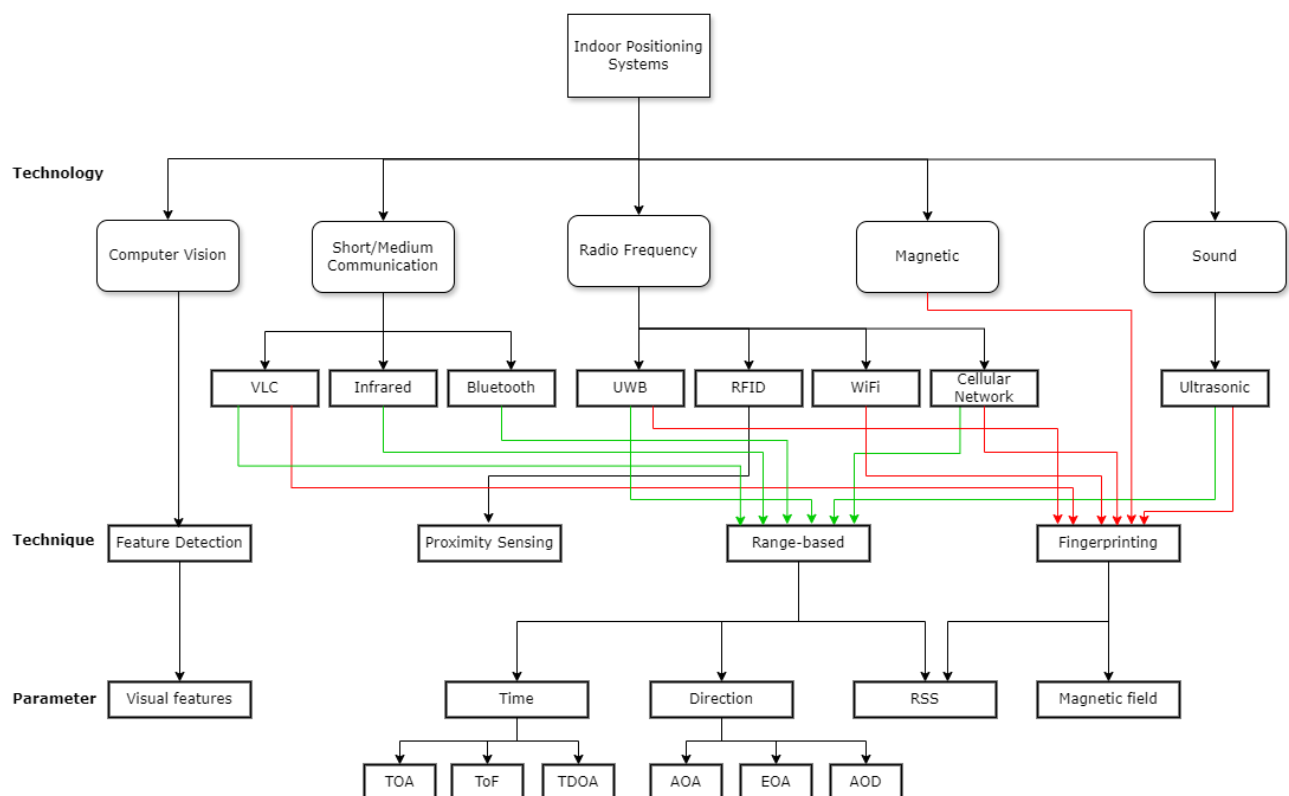 Indoor Positioning
Systems
Technology
Computer Vision
Short/Medium
Communication
Radio Frequency
Magnetic
Sound
VLC
Infrared
Bluetooth
UWB
RFID
WiFi
Cellular
Network
Ultrasonic
Technique
Feature Detection
Proximity Sensing
Range-based
Fingerprinting
Parameter
Visual features
Time
Direction
RSS
Magnetic field
TOA
ToF
TDOA
AOA
EOA
AOD